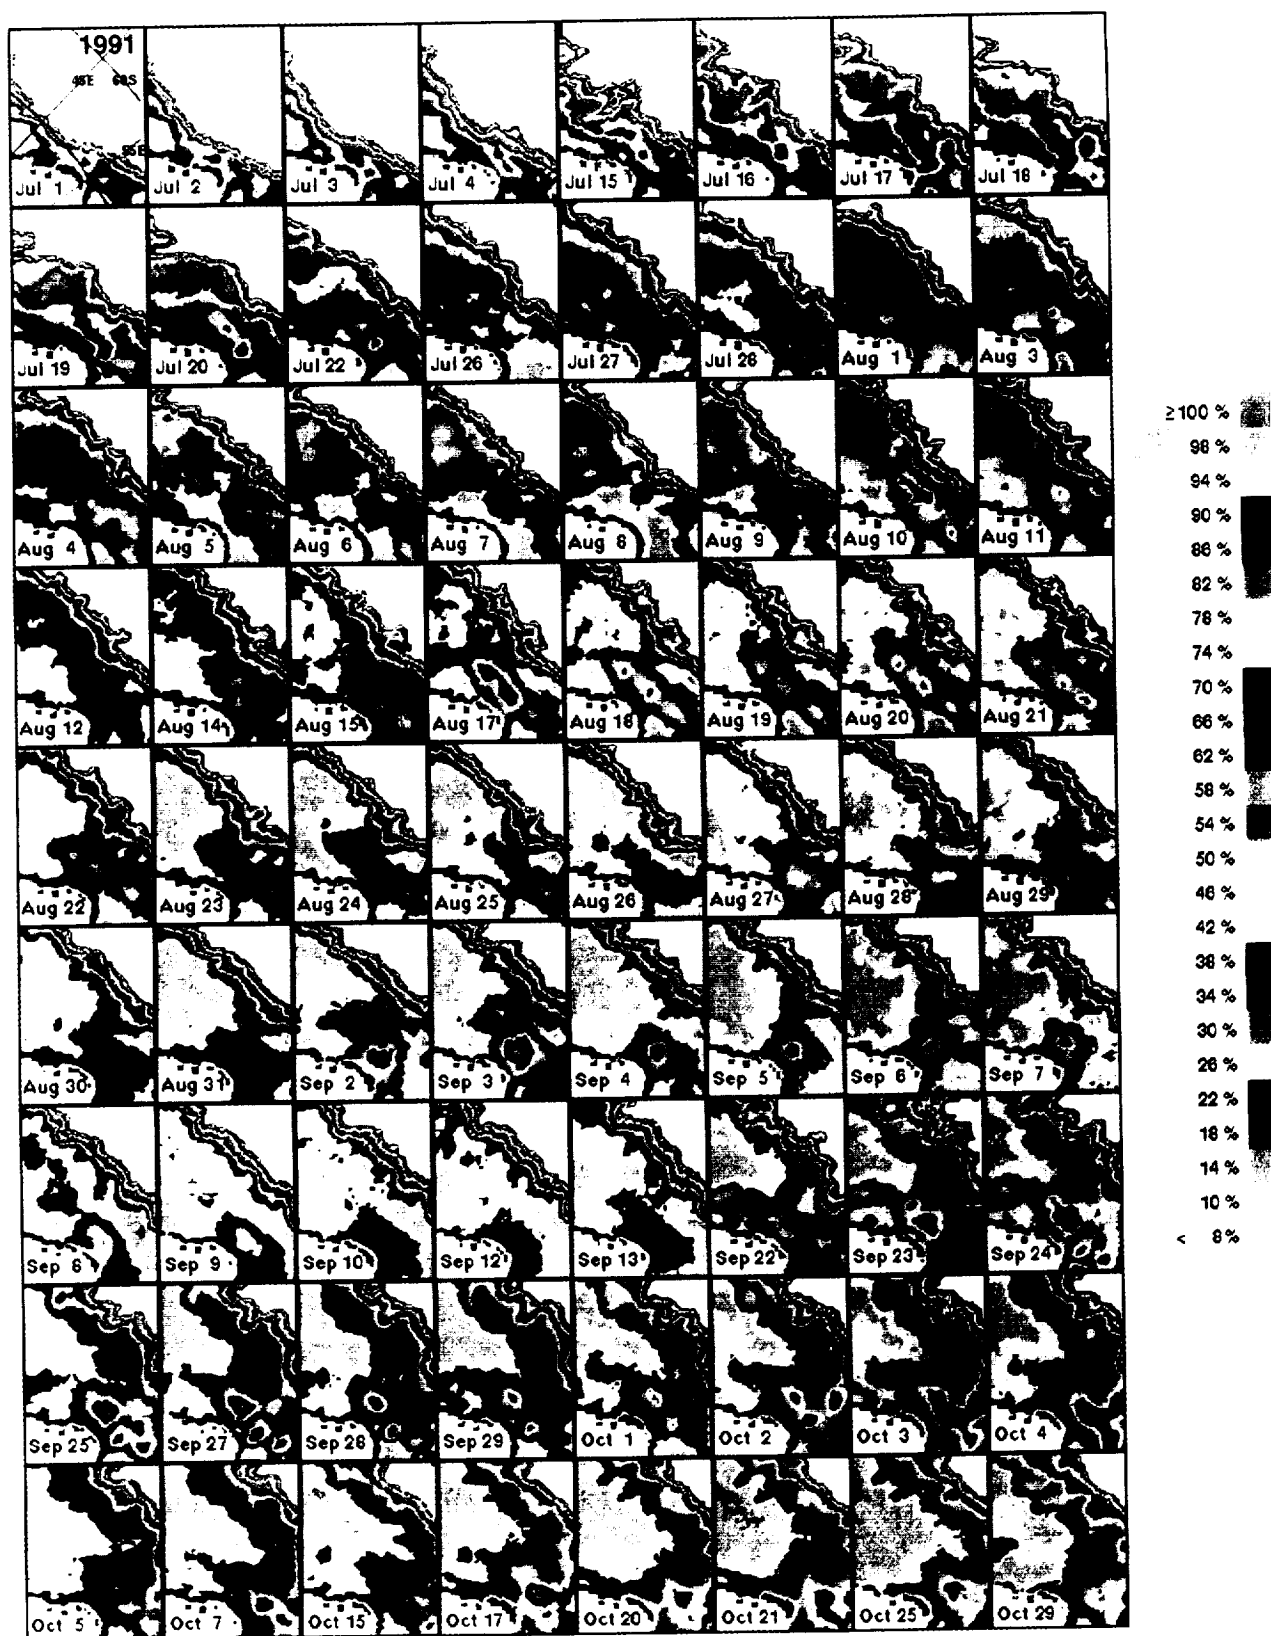 1991
45E 60S
55E
Jul 1 Jul 2 Jul 3 Jul 4 Jul 15 Jul 16 Jul 17 Jul 18
Jul 19 Jul 20 Jul 22 Jul 26 Jul 27 Jul 28 Aug 1 Aug 3
Aug 4 Aug 5 Aug 6 Aug 7 Aug 8 Aug 9 Aug 10 Aug 11
Aug 12 Aug 14 Aug 15 Aug 17 Aug 18 Aug 19 Aug 20 Aug 21
Aug 22 Aug 23 Aug 24 Aug 25 Aug 26 Aug 27 Aug 28 Aug 29
Aug 30 Aug 31 Sep 2 Sep 3 Sep 4 Sep 5 Sep 6 Sep 7
Sep 8 Sep 9 Sep 10 Sep 12 Sep 13 Sep 22 Sep 23 Sep 24
Sep 25 Sep 27 Sep 28 Sep 29 Oct 1 Oct 2 Oct 3 Oct 4
Oct 5 Oct 7 Oct 15 Oct 17 Oct 20 Oct 21 Oct 25 Oct 29
≥100 %
98 %
94 %
90 %
86 %
82 %
78 %
74 %
70 %
66 %
62 %
58 %
54 %
50 %
46 %
42 %
38 %
34 %
30 %
26 %
22 %
18 %
14 %
10 %
< 8%